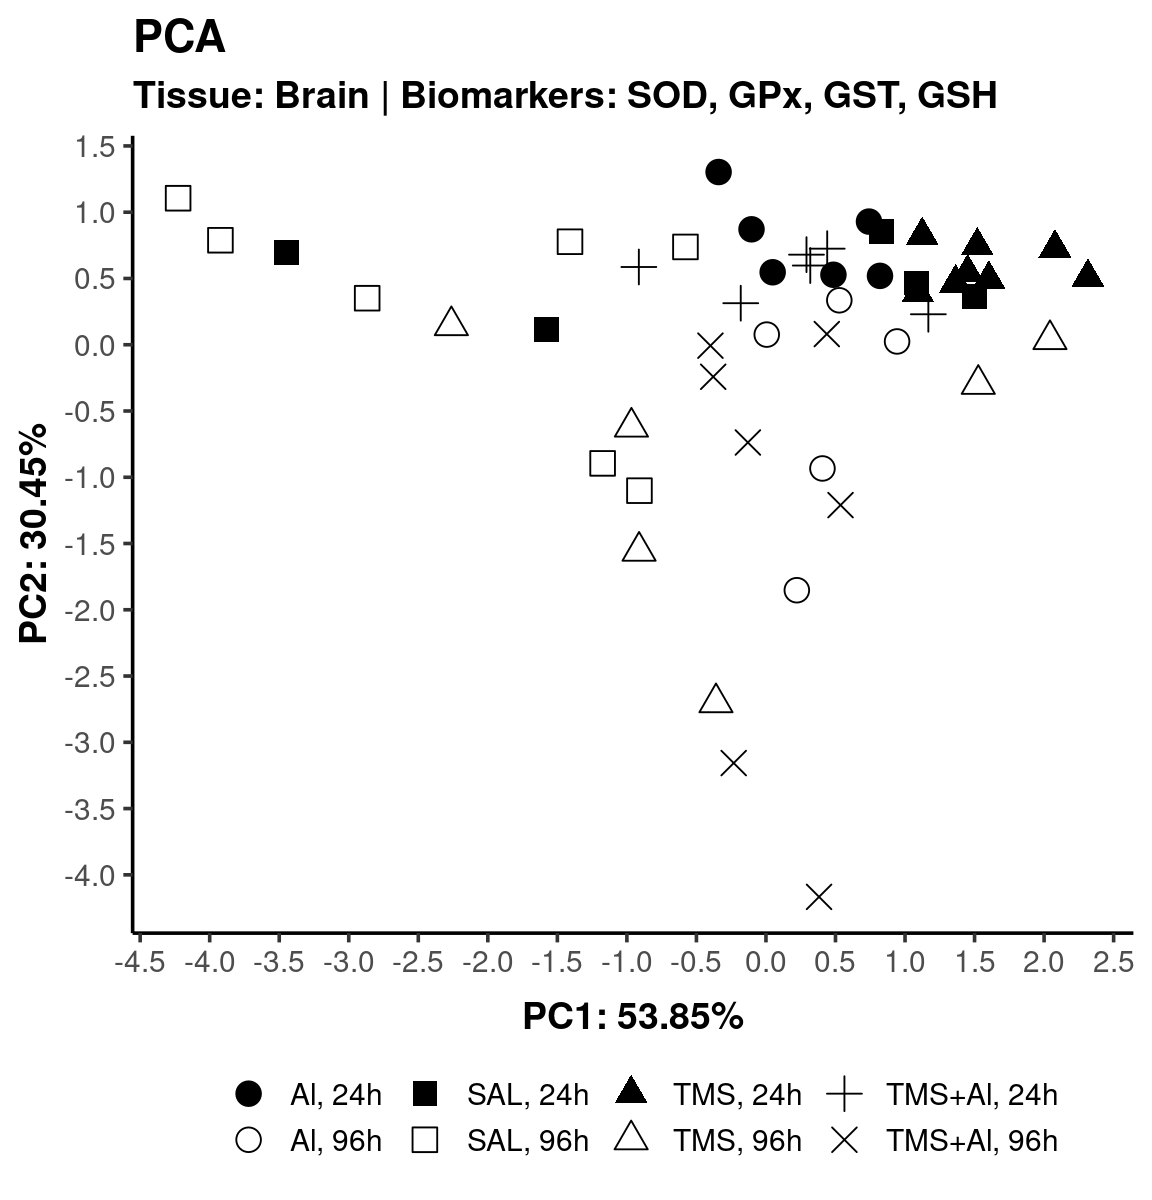 PCA
Tissue: Brain | Biomarkers: SOD, GPx, GST, GSH
1.5
1.0
0.5
0.0
-0.5
-1.0
-1.5
-2.0
-2.5
-3.0
-3.5
-4.0
PC2: 30.45%
-4.5 -4.0 -3.5 -3.0 -2.5 -2.0 -1.5 -1.0 -0.5 0.0 0.5 1.0 1.5 2.0 2.5
PC1: 53.85%
Al, 24h SAL, 24h TMS, 24h TMS+Al, 24h
Al, 96h SAL, 96h TMS, 96h TMS+Al, 96h